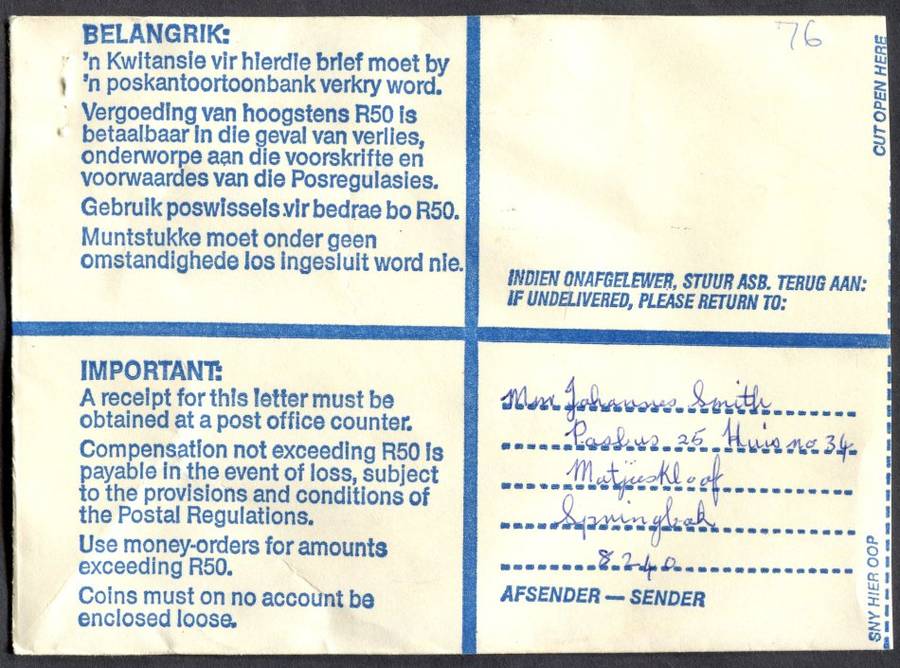 BELANGRIK:
'n Kwitansie vir hierdie brief moet by
'n poskantoortoonbank verkry word.
Vergoeding van hoogstens R50 is
betaalbaar in die geval van verlies,
onderworpe aan die voorskrifte en
voorwaardes van die Posregulasies.
Gebruik poswissels vir bedrae bo R50.
Muntstukke moet onder geen
omstandighede los ingesluit word nie.
76
CUT OPEN HERE
INDIEN ONAFGELEWER, STUUR ASB. TERUG AAN:
IF UNDELIVERED, PLEASE RETURN TO:
IMPORTANT:
A receipt for this letter must be
obtained at a post office counter.
Compensation not exceeding R50 is
payable in the event of loss, subject
to the provisions and conditions of
the Postal Regulations.
Use money-orders for amounts
exceeding R50.
Coins must on no account be
enclosed loose.
Johannes Smith
Posbus 25 Huis no 34
Matjieskloof
Springbok
8240
AFSENDER — SENDER
SNY HIER OOP